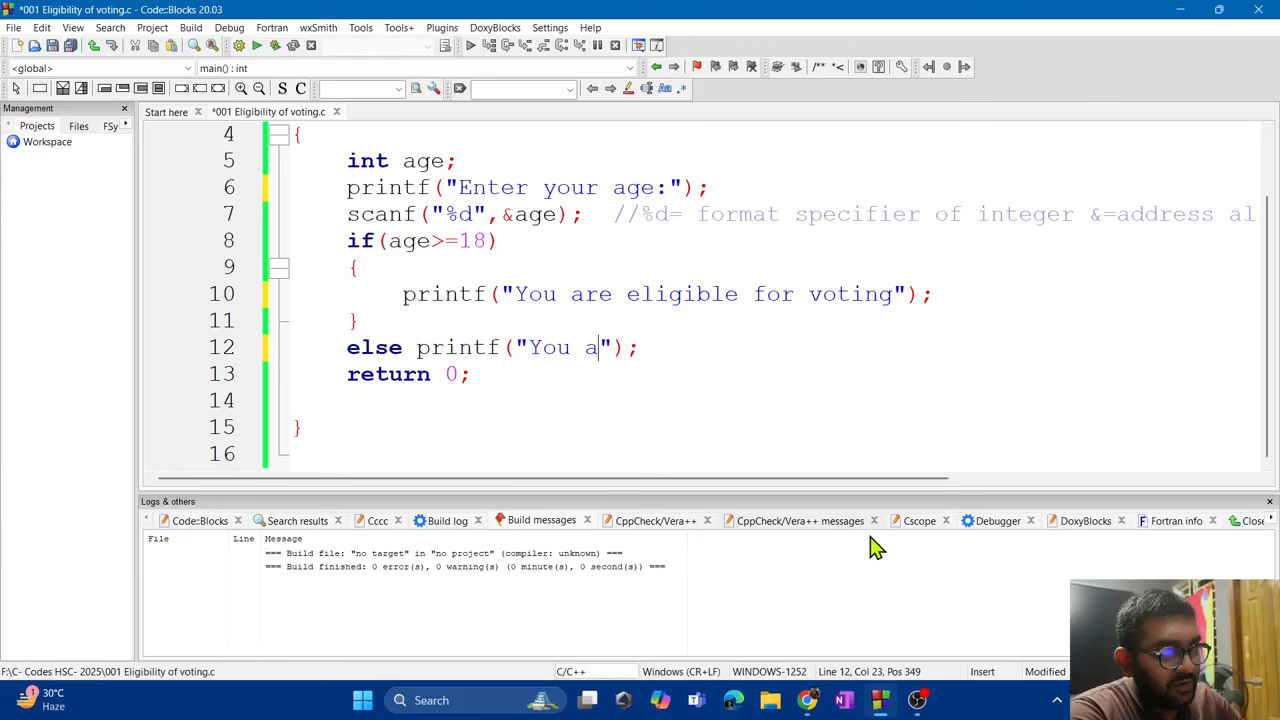 *001 Eligibility of voting.c - Code::Blocks 20.03
File Edit View Search Project Build Debug Fortran wxSmith Tools Tools+ Plugins DoxyBlocks Settings Help
<global> main() : int /** *<
S C Aa .*
Management
Start here *001 Eligibility of voting.c
Projects Files FSy
Workspace
4 {
5 int age;
6 printf("Enter your age:");
7 scanf("%d",&age); //%d= format specifier of integer &=address al
8 if(age>=18)
9 {
10 printf("You are eligible for voting");
11 }
12 else printf("You a");
13 return 0;
14
15 }
16
Logs & others
Code::Blocks Search results Cccc Build log Build messages CppCheck/Vera++ CppCheck/Vera++ messages Cscope Debugger DoxyBlocks Fortran info Close
File Line Message
=== Build file: "no target" in "no project" (compiler: unknown) ===
=== Build finished: 0 error(s), 0 warning(s) (0 minute(s), 0 second(s)) ===
F:\C- Codes HSC- 2025\001 Eligibility of voting.c C/C++ Windows (CR+LF) WINDOWS-1252 Line 12, Col 23, Pos 349 Insert Modified
1
30°C
Haze
Search